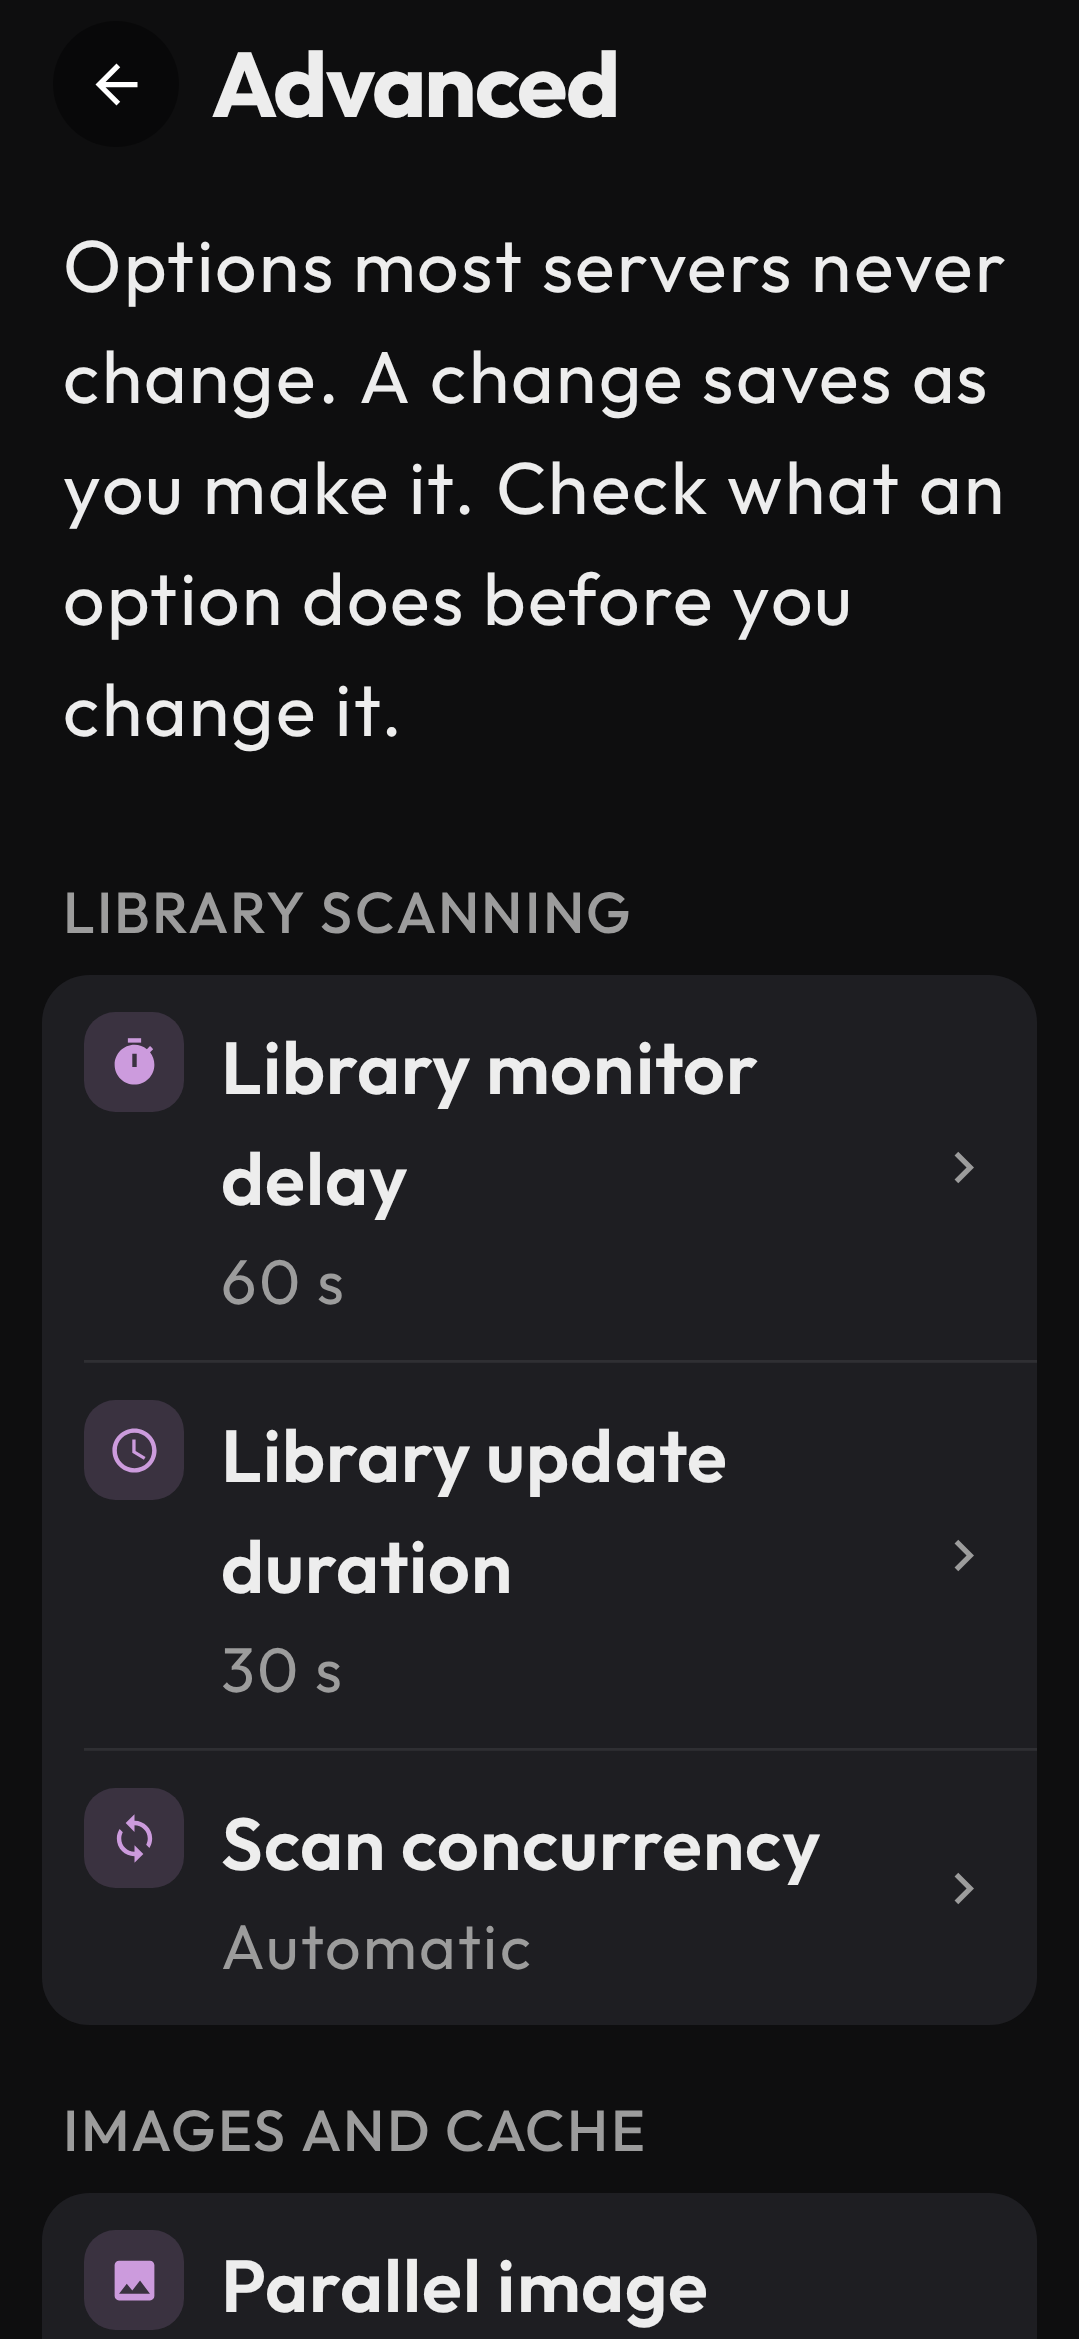 Advanced
Options most servers never
change. A change saves as
you make it. Check what an
option does before you
change it.
LIBRARY SCANNING
Library monitor
delay
60 s
Library update
duration
30 s
Scan concurrency
Automatic
IMAGES AND CACHE
Parallel image